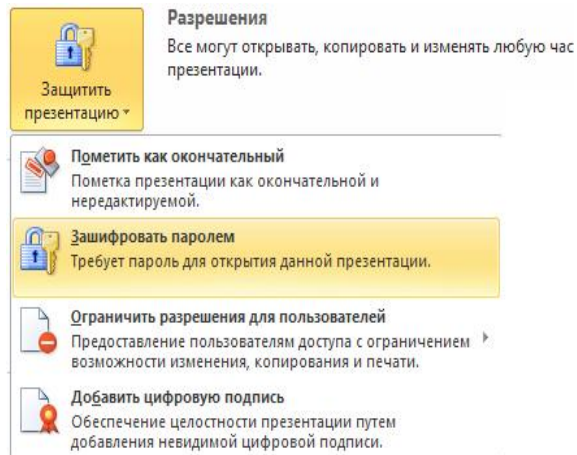 Разрешения
Все могут открывать, копировать и изменять любую час
презентации.
Защитить
презентацию
Пометить как окончательный
Пометка презентации как окончательной и
нередактируемой.
Зашифровать паролем
Требует пароль для открытия данной презентации.
Ограничить разрешения для пользователей
Предоставление пользователям доступа с ограничением
возможности изменения, копирования и печати.
Добавить цифровую подпись
Обеспечение целостности презентации путем
добавления невидимой цифровой подписи.